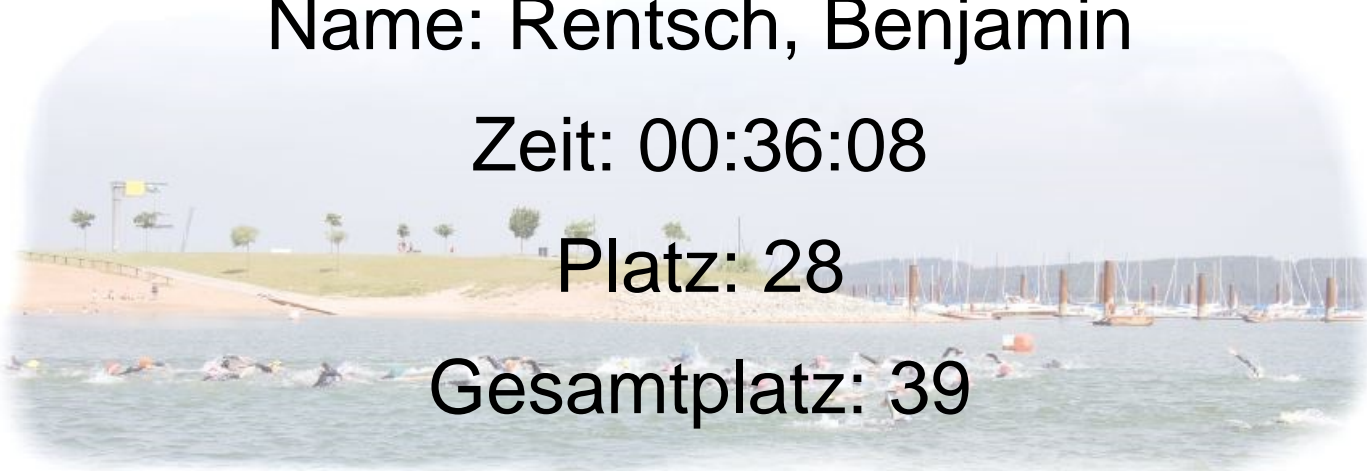 Name: Rentsch, Benjamin
Zeit: 00:36:08
Platz: 28
Gesamtplatz: 39